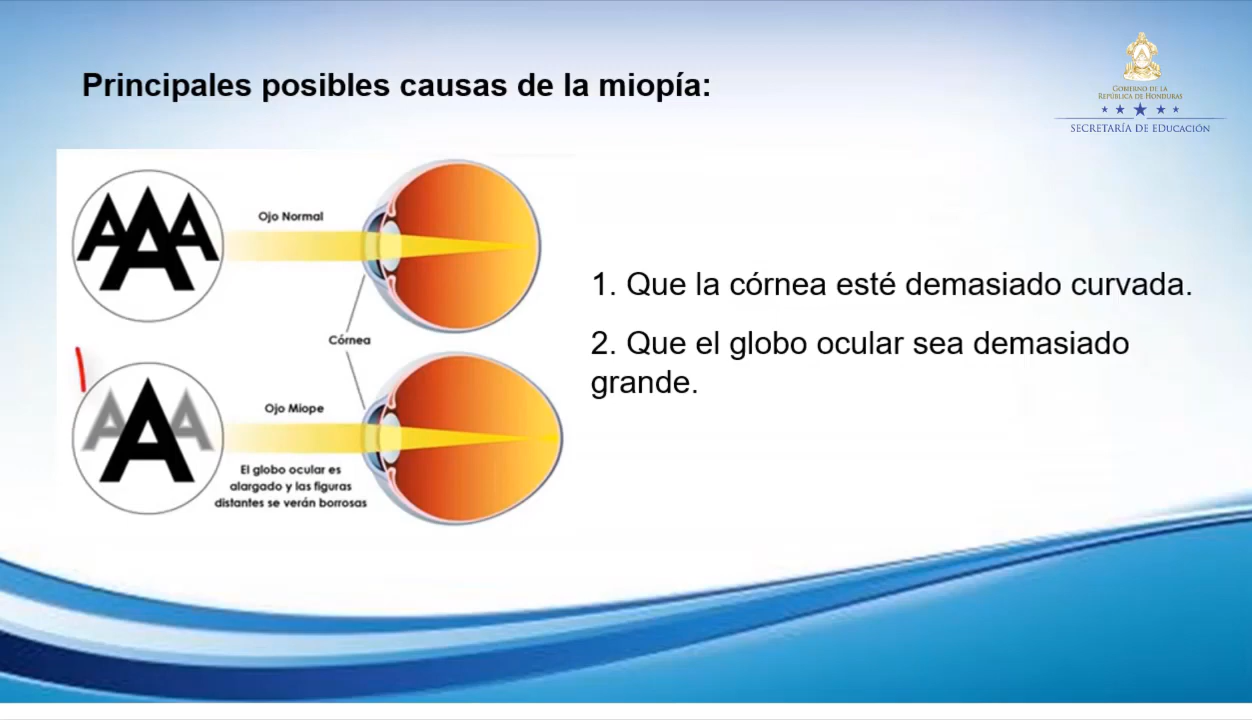 Principales posibles causas de la miopía:
GOBIERNO DE LA
REPÚBLICA DE HONDURAS
SECRETARÍA DE EDUCACIÓN
AAA
Ojo Normal
Córnea
AAA
Ojo Miope
El globo ocular es
alargado y las figuras
distantes se verán borrosas
1. Que la córnea esté demasiado curvada.
2. Que el globo ocular sea demasiado
grande.